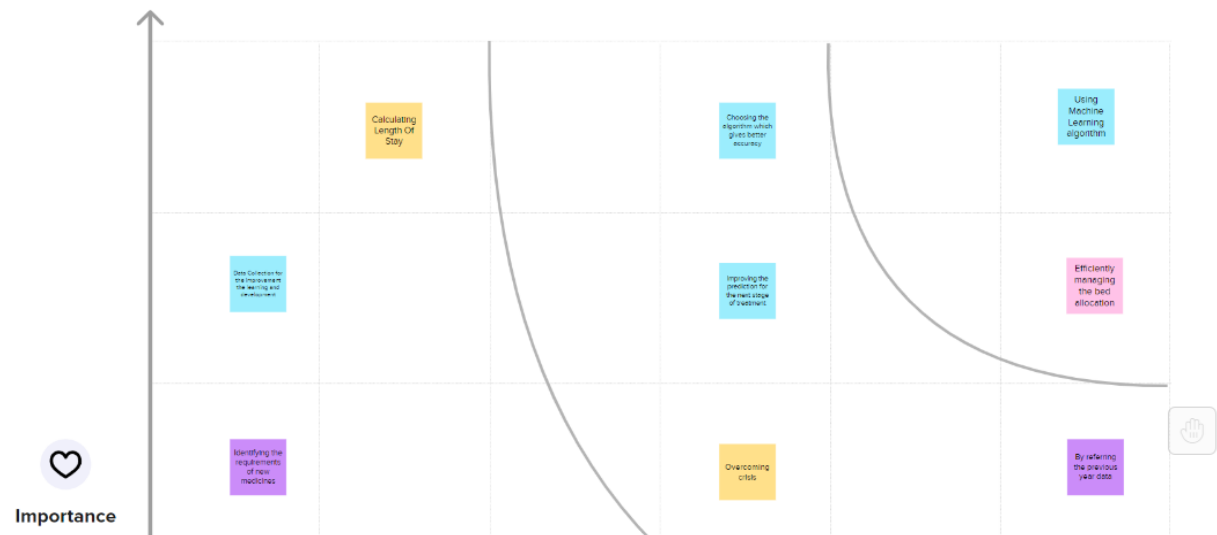 Calculating
Length Of
Stay
Choosing the
algorithm which
gives better
accuracy
Using
Machine
Learning
algorithm
Data Collection for
the improvement
the learning and
development
Improving the
prediction for
the next stage
of treatment
Efficiently
managing
the bed
allocation
Identifying the
requirements
of new
medicines
Overcoming
crisis
By referring
the previous
year data
Importance